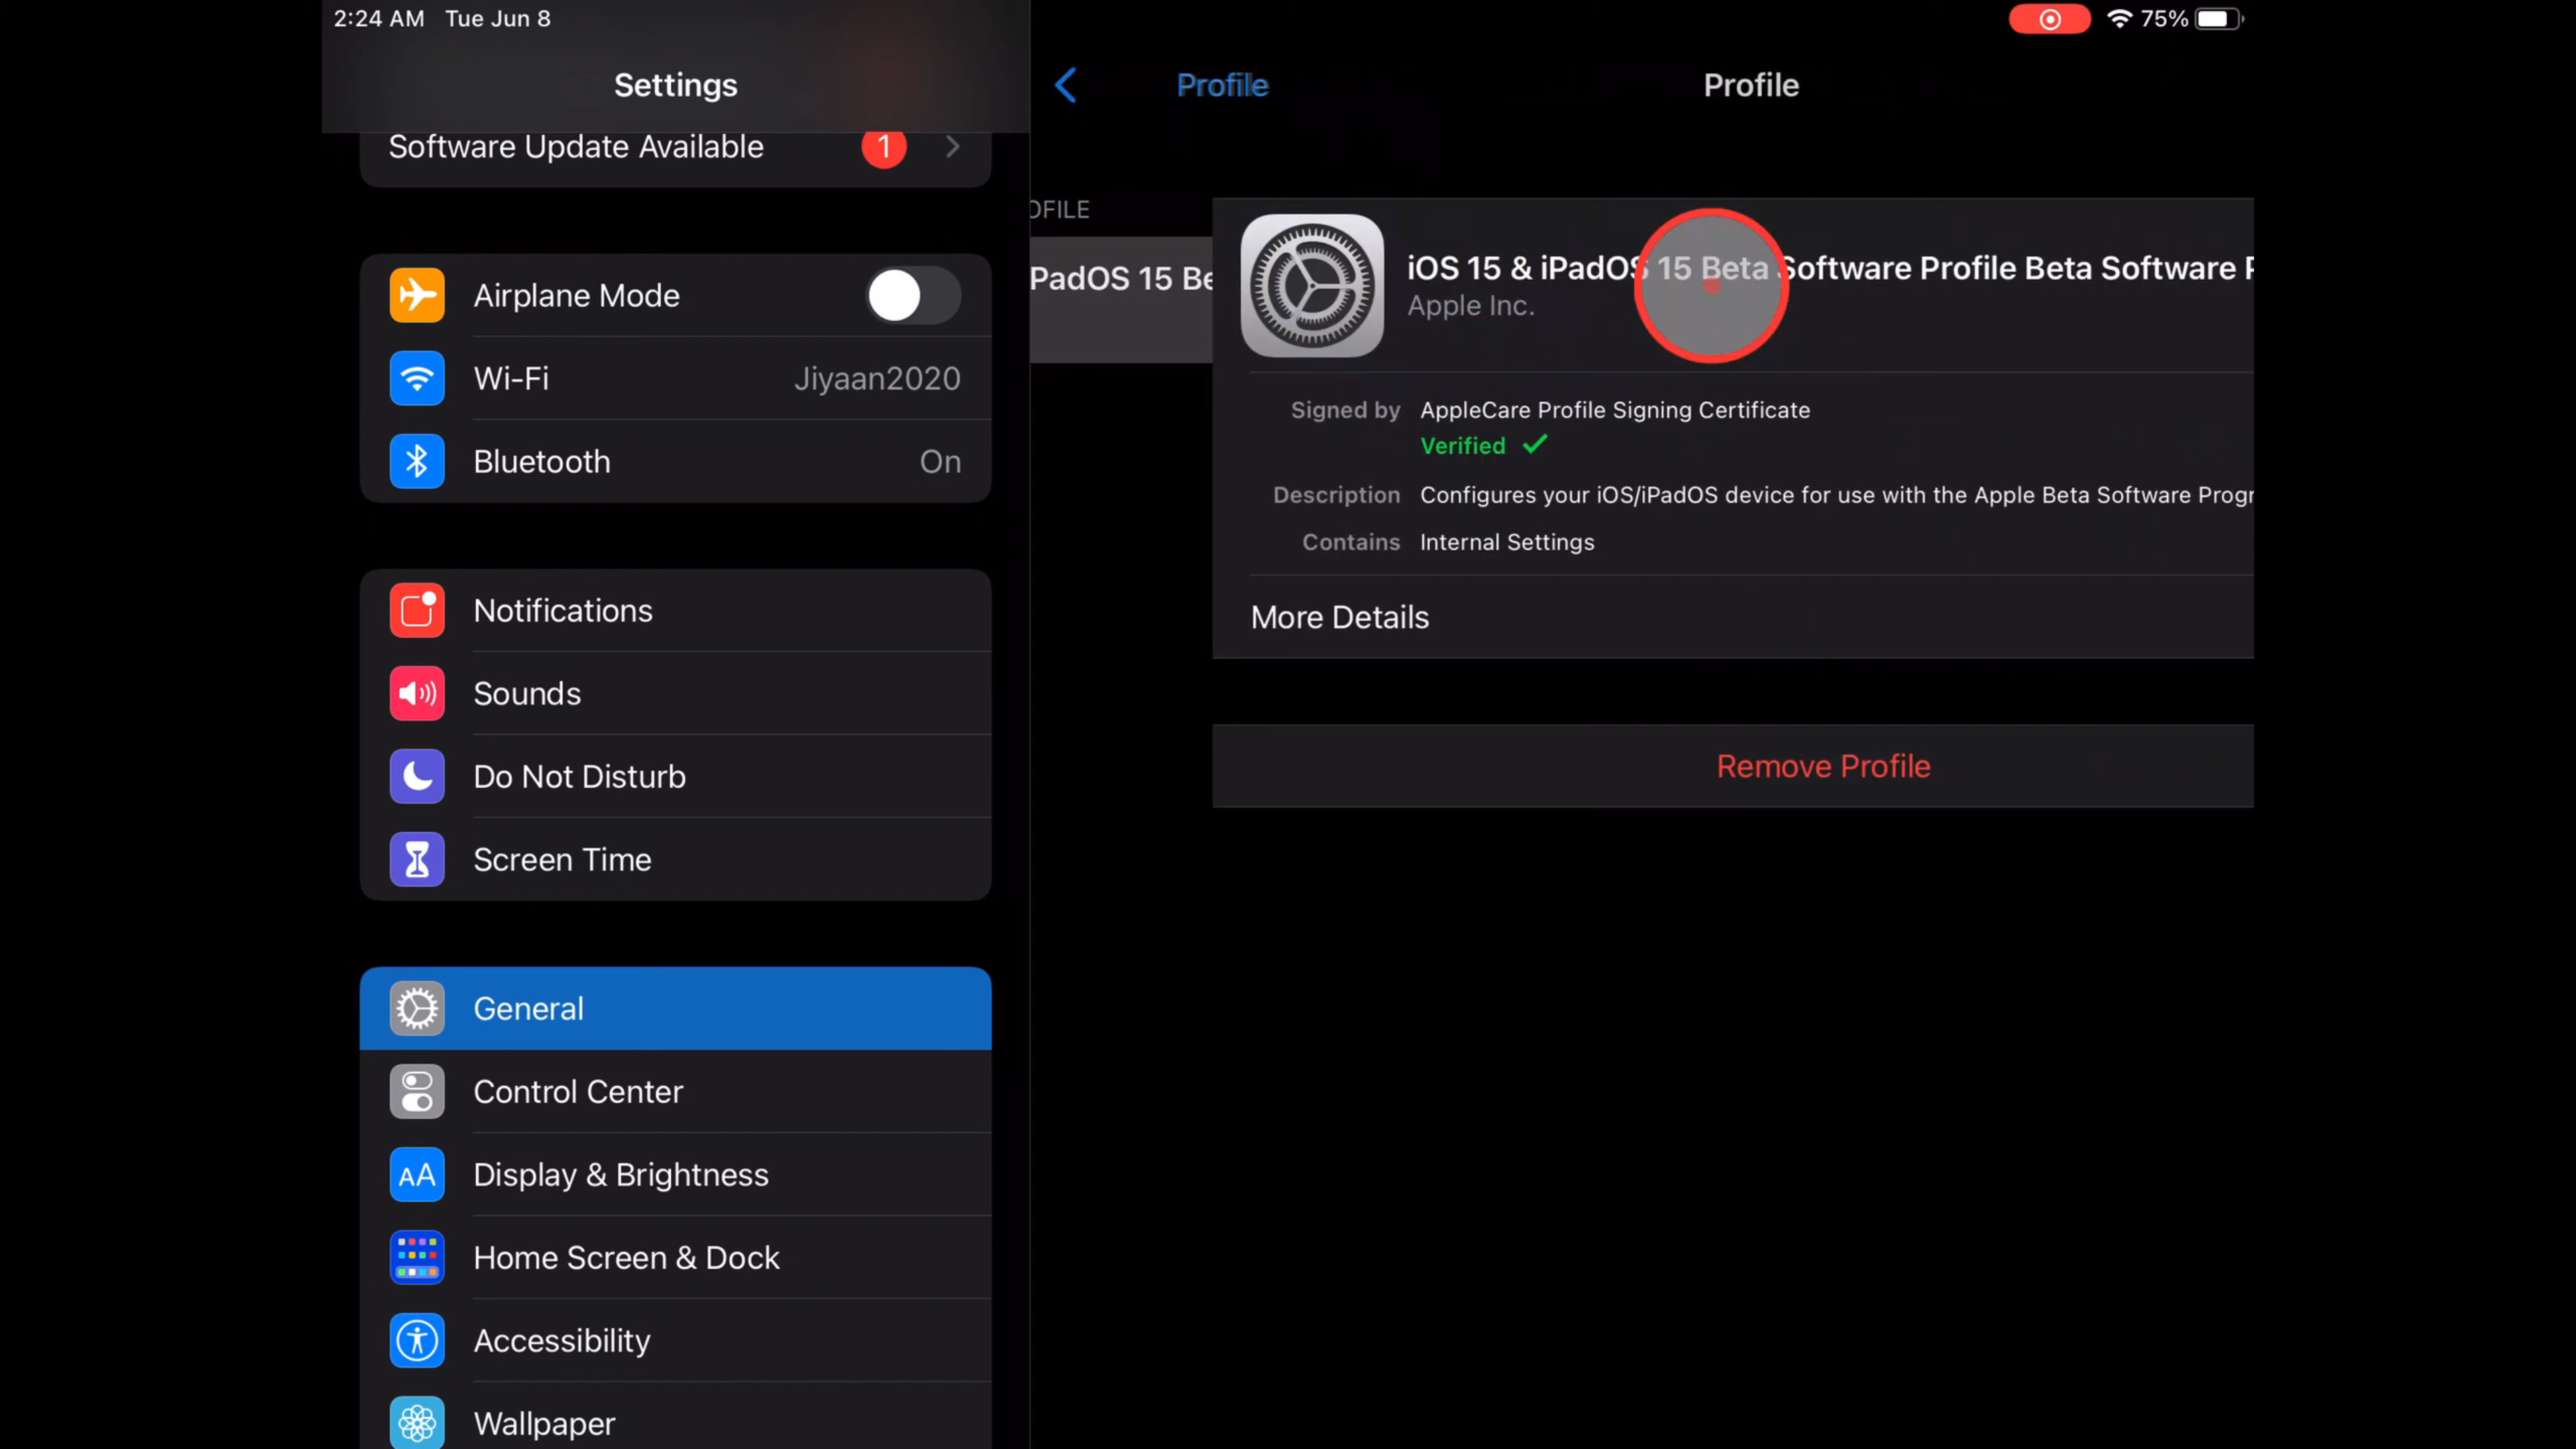 2:24 AM Tue Jun 8
75%
Settings
Software Update Available 1
Airplane Mode
Wi-Fi Jiyaan2020
Bluetooth On
Notifications
Sounds
Do Not Disturb
Screen Time
General
Control Center
AA Display & Brightness
Home Screen & Dock
Accessibility
Wallpaper
Profile Profile
OFILE
PadOS 15 Be
iOS 15 & iPadOS 15 Beta Software Profile Beta Software P
Apple Inc.
Signed by AppleCare Profile Signing Certificate
Verified
Description Configures your iOS/iPadOS device for use with the Apple Beta Software Progr
Contains Internal Settings
More Details
Remove Profile